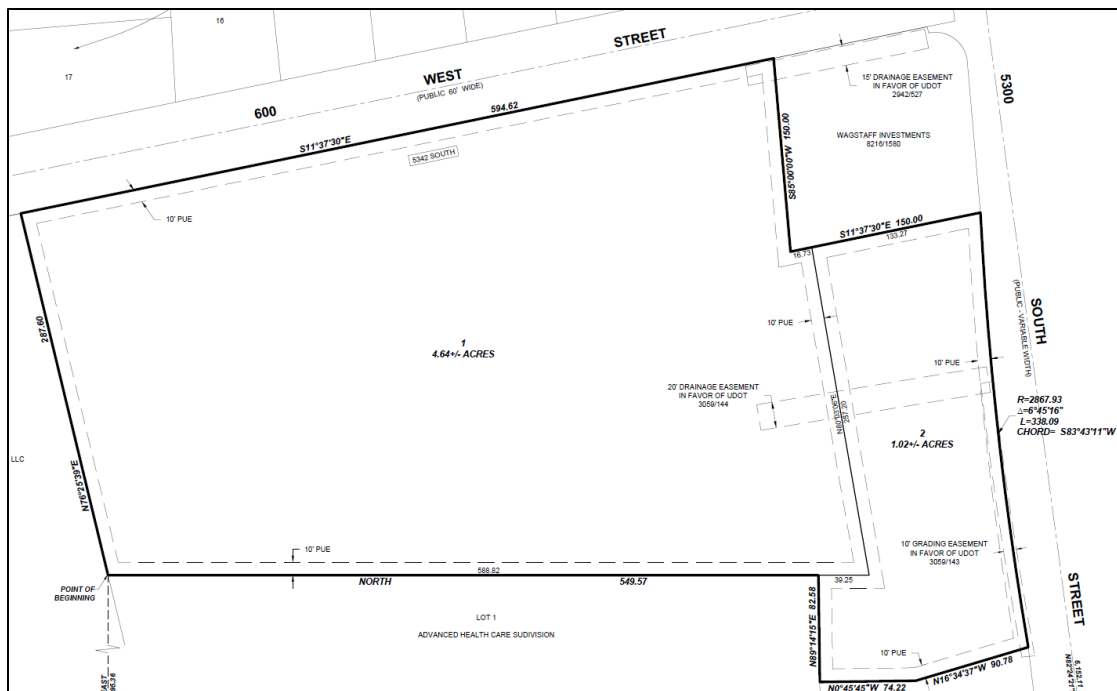 16
17
600
WEST
STREET
(PUBLIC 60' WIDE)
594.62
S11°37'30"E
5342 SOUTH
10' PUE
15' DRAINAGE EASEMENT
IN FAVOR OF UDOT
2942/527
5300
WAGSTAFF INVESTMENTS
8216/1580
S85°00'00"W 150.00
S11°37'30"E 150.00
133.27
16.73
287.60
N76°25'39"E
1
4.64+/- ACRES
10' PUE
SOUTH
(PUBLIC - VARIABLE WIDTH)
10' PUE
20' DRAINAGE EASEMENT
IN FAVOR OF UDOT
3059/144
257.20
R=2867.93
△=6°45'16"
L=338.09
CHORD= S83°43'11"W
2
1.02+/- ACRES
LLC
10' GRADING EASEMENT
IN FAVOR OF UDOT
3059/143
10' PUE
588.82
NORTH
549.57
39.25
POINT OF
BEGINNING
N89°14'15"E 82.58
LOT 1
ADVANCED HEALTH CARE SUDIVISION
STREET
10' PUE
N16°34'37"W 90.78
N0°45'45"W 74.22